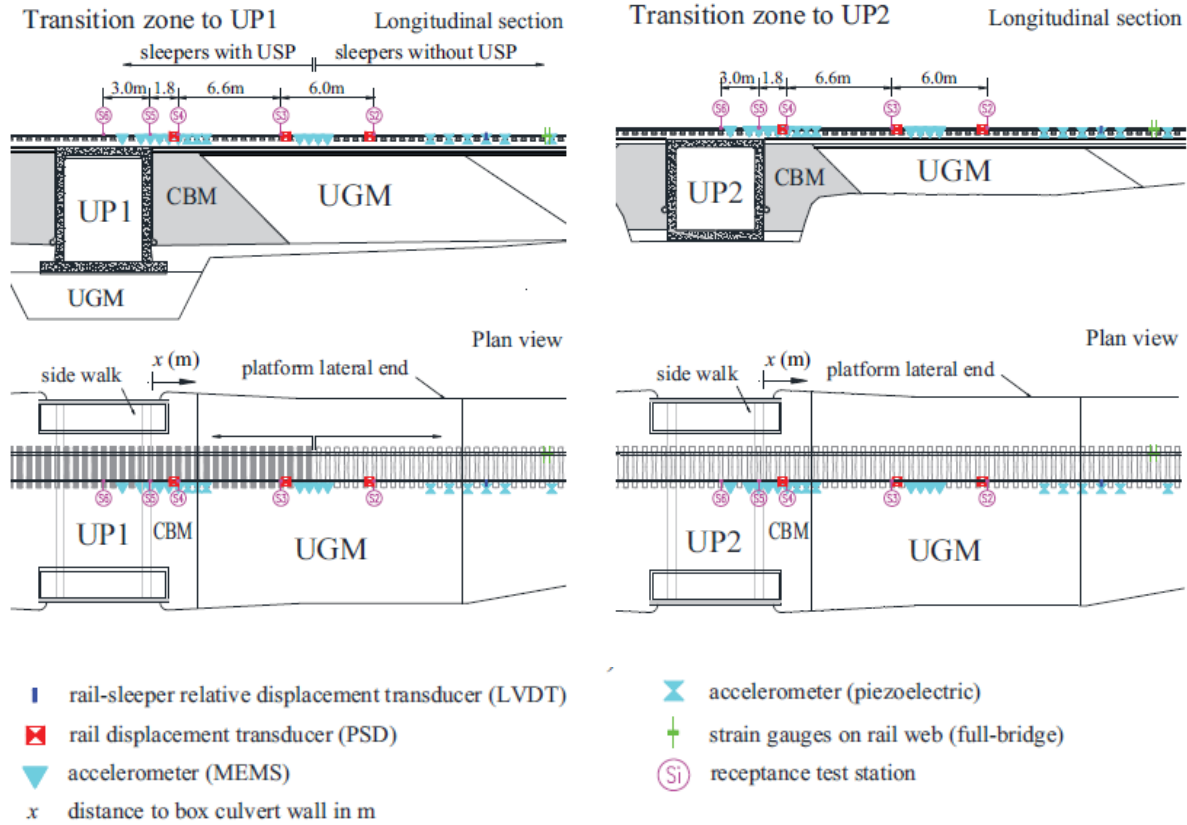 Transition zone to UP1
Longitudinal section
sleepers with USP
sleepers without USP
3.0m 1.8 6.6m 6.0m
S6 S5 S4 S3 S2
UP1
CBM
UGM
UGM
Plan view
x (m)
side walk
platform lateral end
S6 S5 S4 S3 S2
UP1
CBM
UGM
Transition zone to UP2
Longitudinal section
3.0m 1.8 6.6m 6.0m
S6 S5 S4 S3 S2
UP2
CBM
UGM
Plan view
x (m)
side walk
platform lateral end
S6 S5 S4 S3 S2
UP2
CBM
UGM
rail-sleeper relative displacement transducer (LVDT)
rail displacement transducer (PSD)
accelerometer (MEMS)
x distance to box culvert wall in m
accelerometer (piezoelectric)
strain gauges on rail web (full-bridge)
Si receptance test station